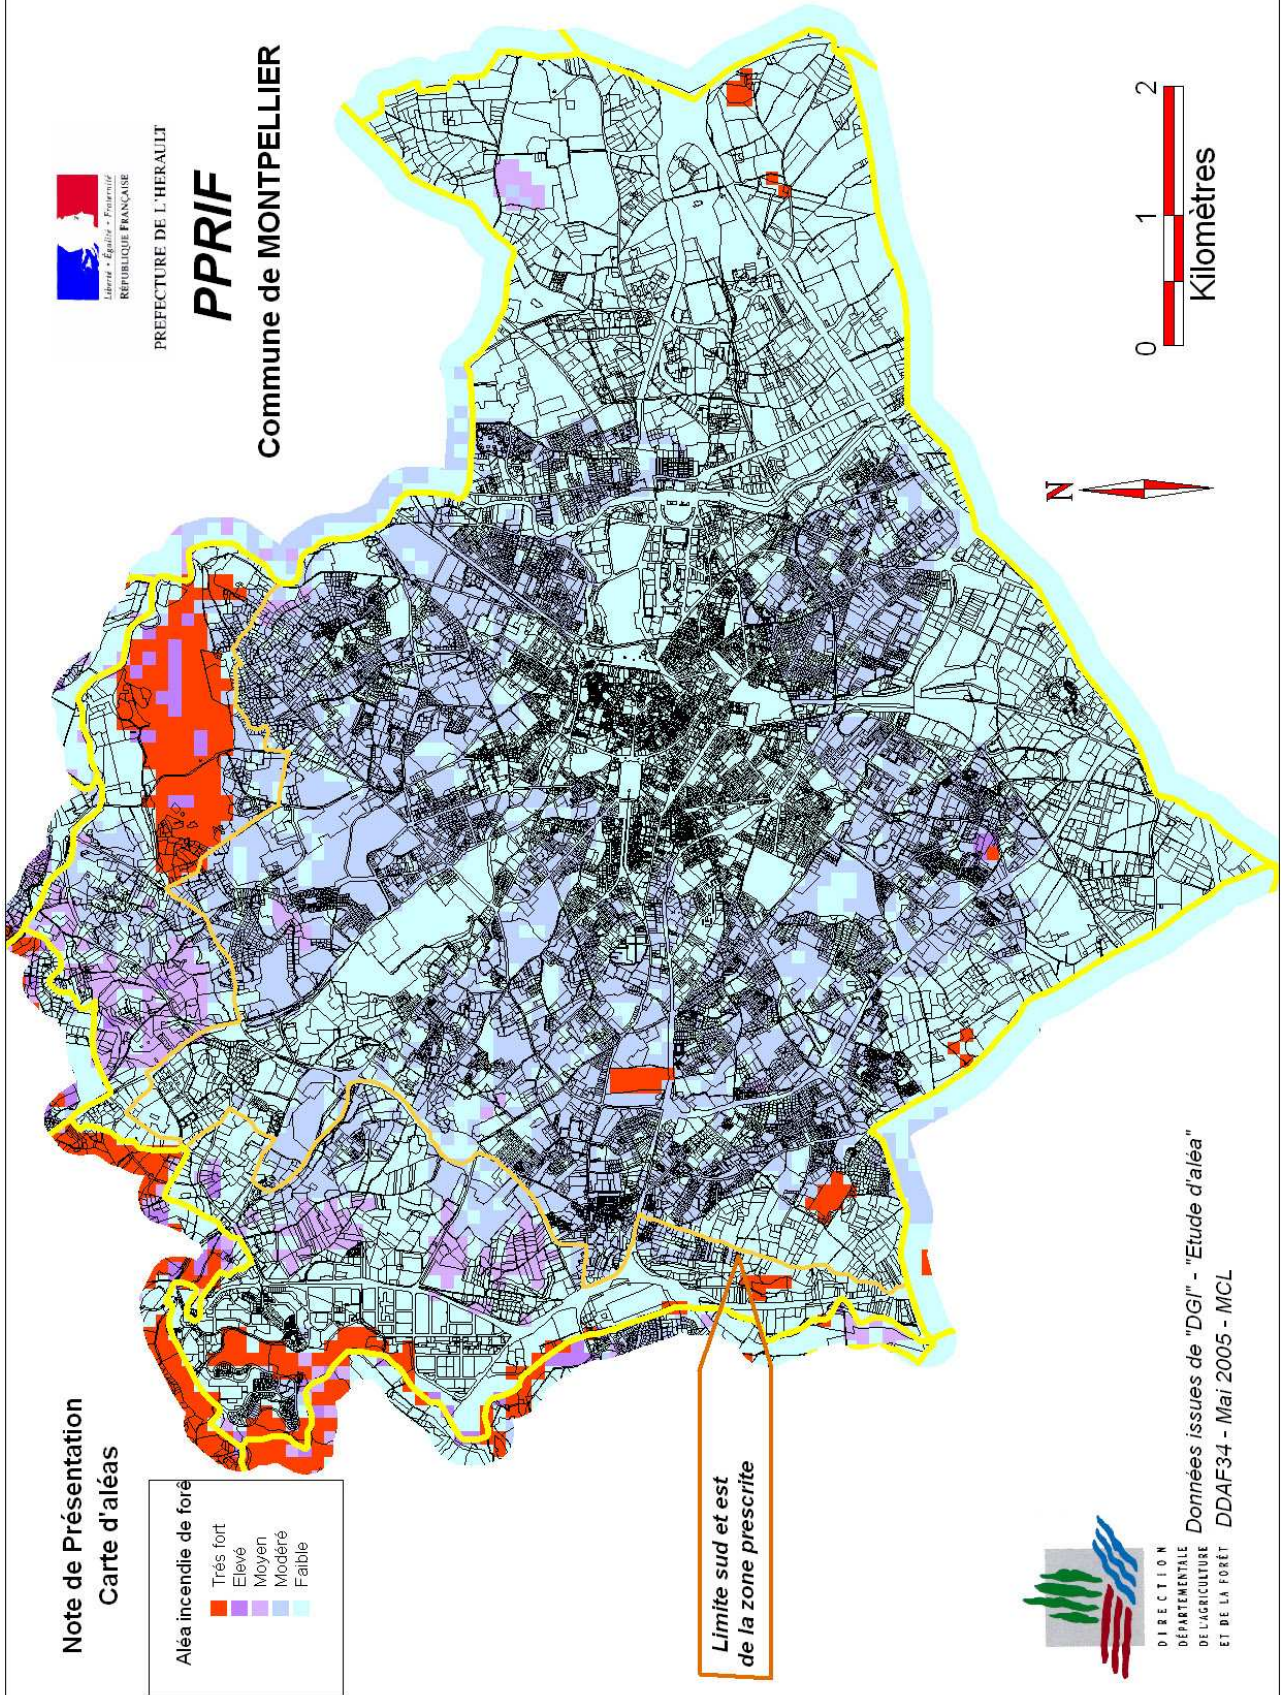 Note de Présentation
Carte d'aléas
Liberté • Égalité • Fraternité
RÉPUBLIQUE FRANÇAISE
PREFECTURE DE L'HERAULT
PPRIF
Commune de MONTPELLIER
Aléa incendie de forê
Trés fort
Elevé
Moyen
Modéré
Faible
Limite sud et est
de la zone prescrite
N
0 1 2
Kilomètres
DIRECTION
DÉPARTEMENTALE
DE L'AGRICULTURE
ET DE LA FORÊT
Données issues de "DGI" - "Etude d'aléa"
DDAF34 - Mai 2005 - MCL